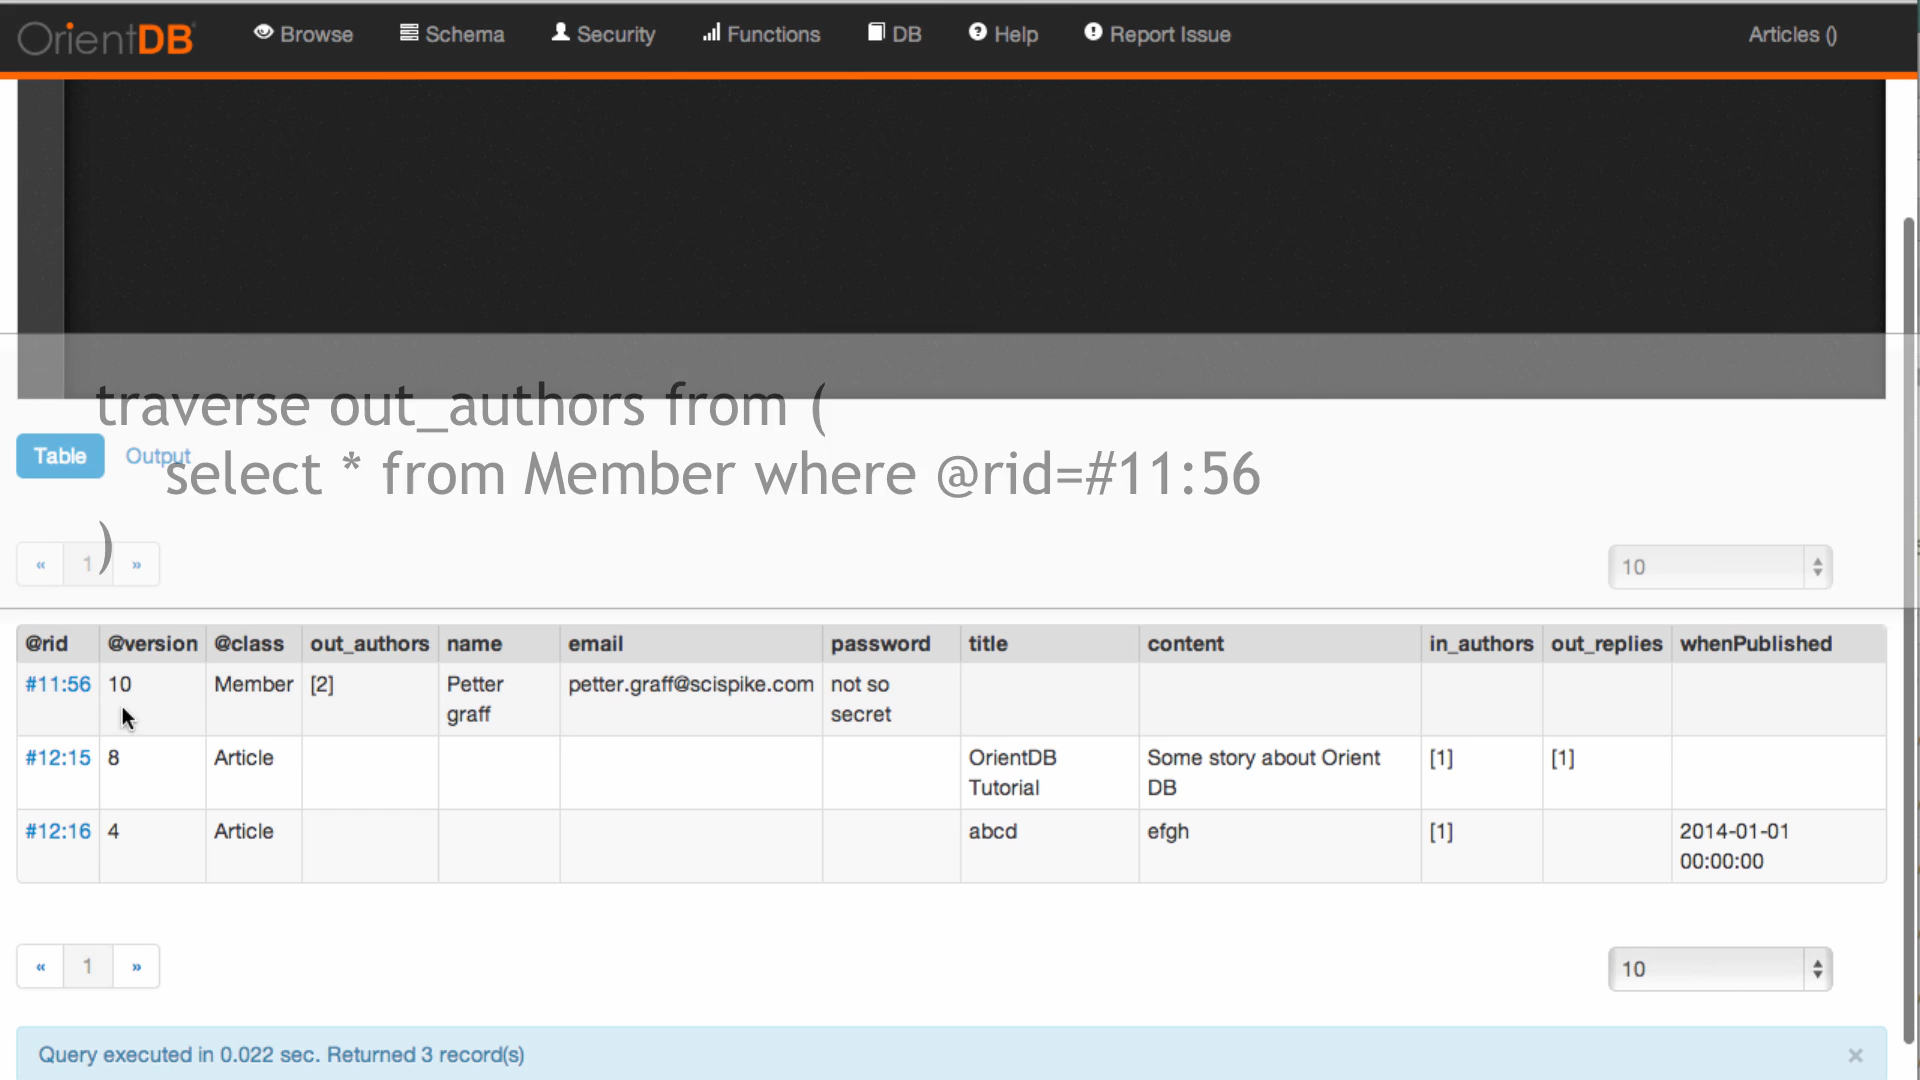 OrientDB Browse Schema Security Functions DB Help Report Issue Articles ()
traverse out_authors from (
Table Output
select * from Member where @rid=#11:56
)
« 1 » 10
@rid @version @class out_authors name email password title content in_authors out_replies whenPublished
#11:56 10 Member [2] Petter graff petter.graff@scispike.com not so secret
#12:15 8 Article OrientDB Tutorial Some story about Orient DB [1] [1]
#12:16 4 Article abcd efgh [1] 2014-01-01 00:00:00
« 1 » 10
Query executed in 0.022 sec. Returned 3 record(s) ×